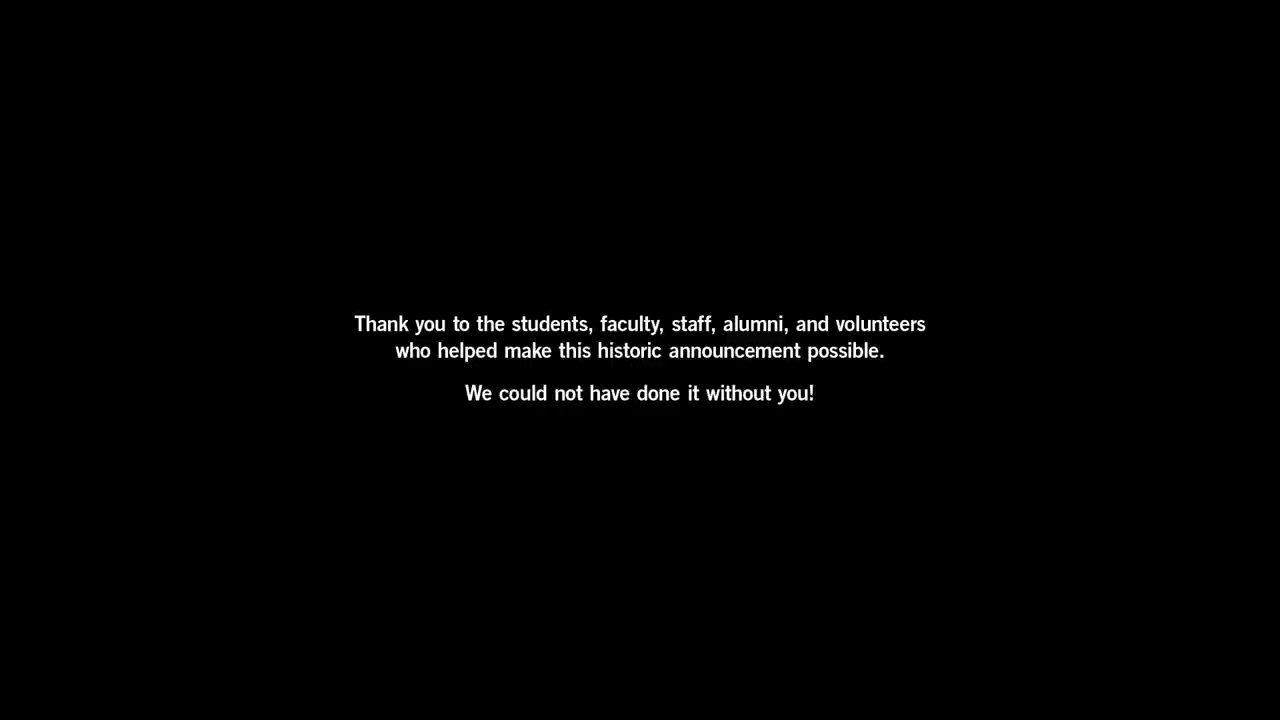 Thank you to the students, faculty, staff, alumni, and volunteers
who helped make this historic announcement possible.
We could not have done it without you!